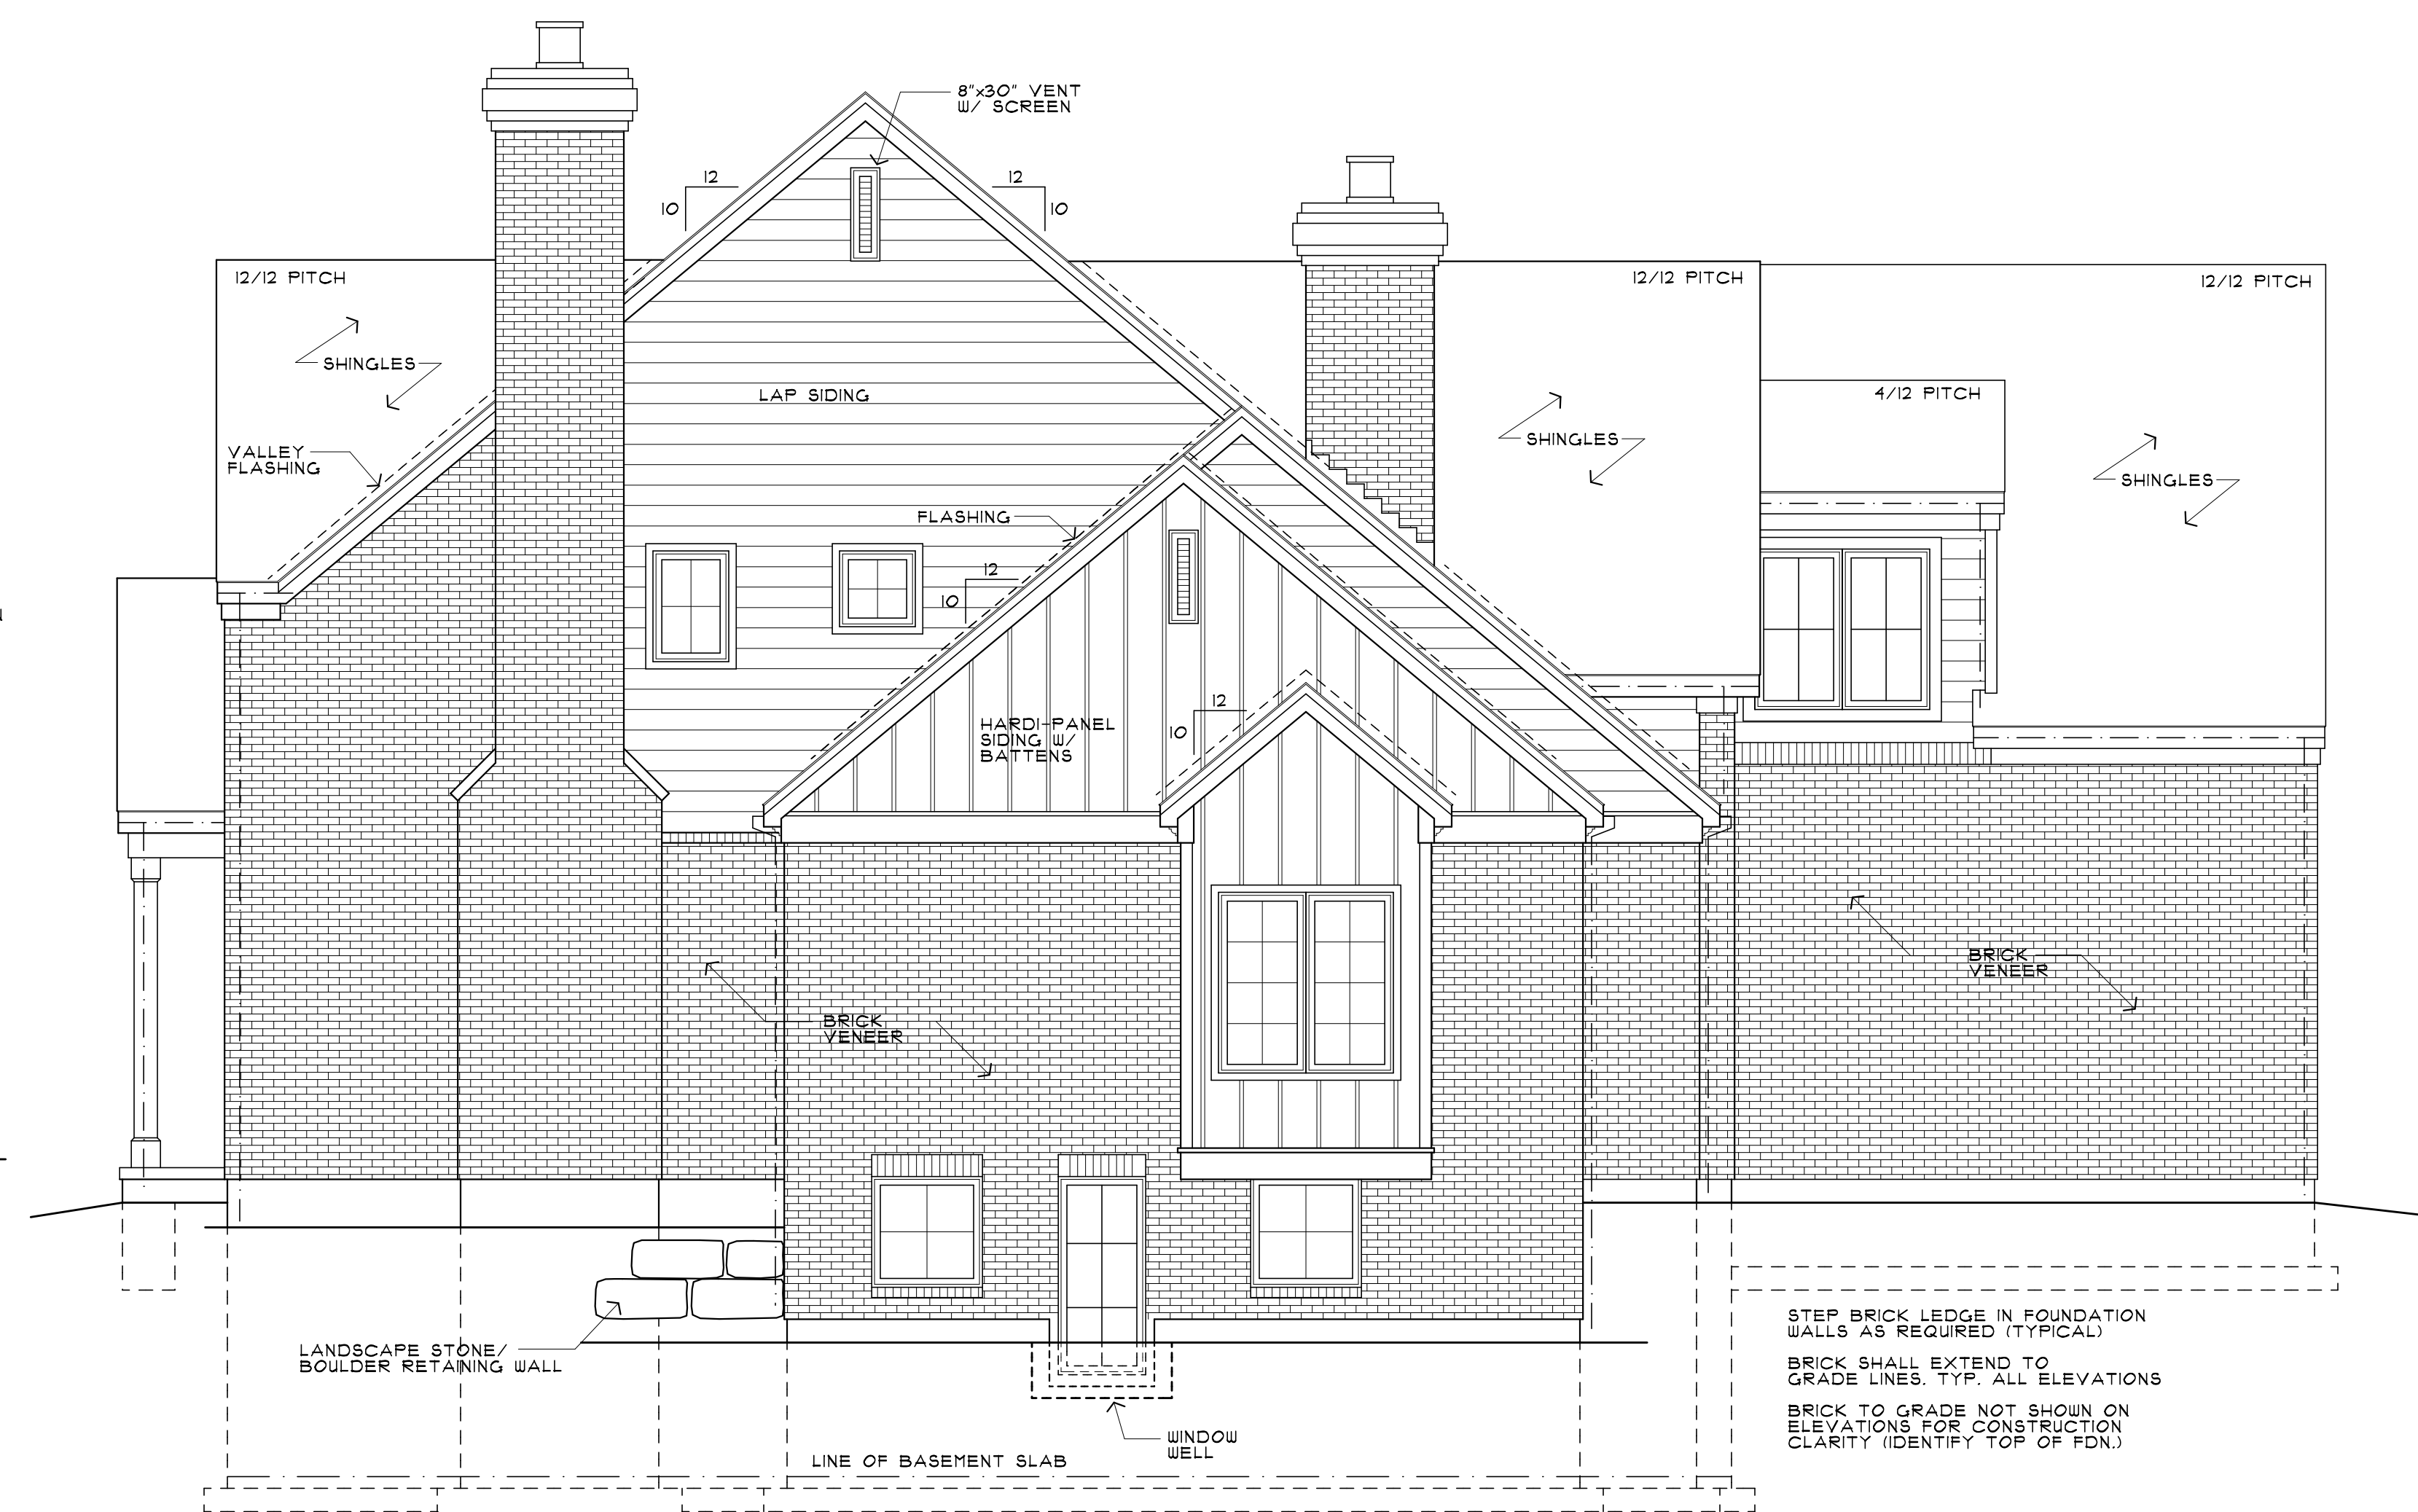 8"x30" VENT
W/ SCREEN
12
10
12
10
12/12 PITCH
12/12 PITCH
12/12 PITCH
4/12 PITCH
SHINGLES
LAP SIDING
VALLEY
FLASHING
SHINGLES
SHINGLES
FLASHING
12
10
12
10
HARDI-PANEL
SIDING W/
BATTENS
BRICK
VENEER
BRICK
VENEER
LANDSCAPE STONE/
BOULDER RETAINING WALL
WINDOW
WELL
LINE OF BASEMENT SLAB
STEP BRICK LEDGE IN FOUNDATION
WALLS AS REQUIRED (TYPICAL)
BRICK SHALL EXTEND TO
GRADE LINES. TYP. ALL ELEVATIONS
BRICK TO GRADE NOT SHOWN ON
ELEVATIONS FOR CONSTRUCTION
CLARITY (IDENTIFY TOP OF FDN.)